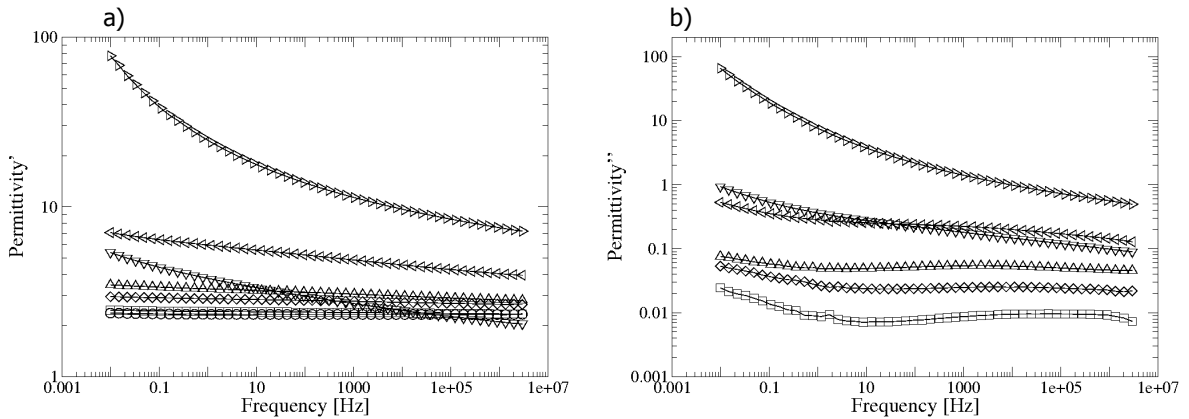 a)
100
10
1
Permittivity'
0.001 0.1 10 1000 1e+05 1e+07
Frequency [Hz]
b)
100
10
1
0.1
0.01
0.001
Permittivity''
0.001 0.1 10 1000 1e+05 1e+07
Frequency [Hz]